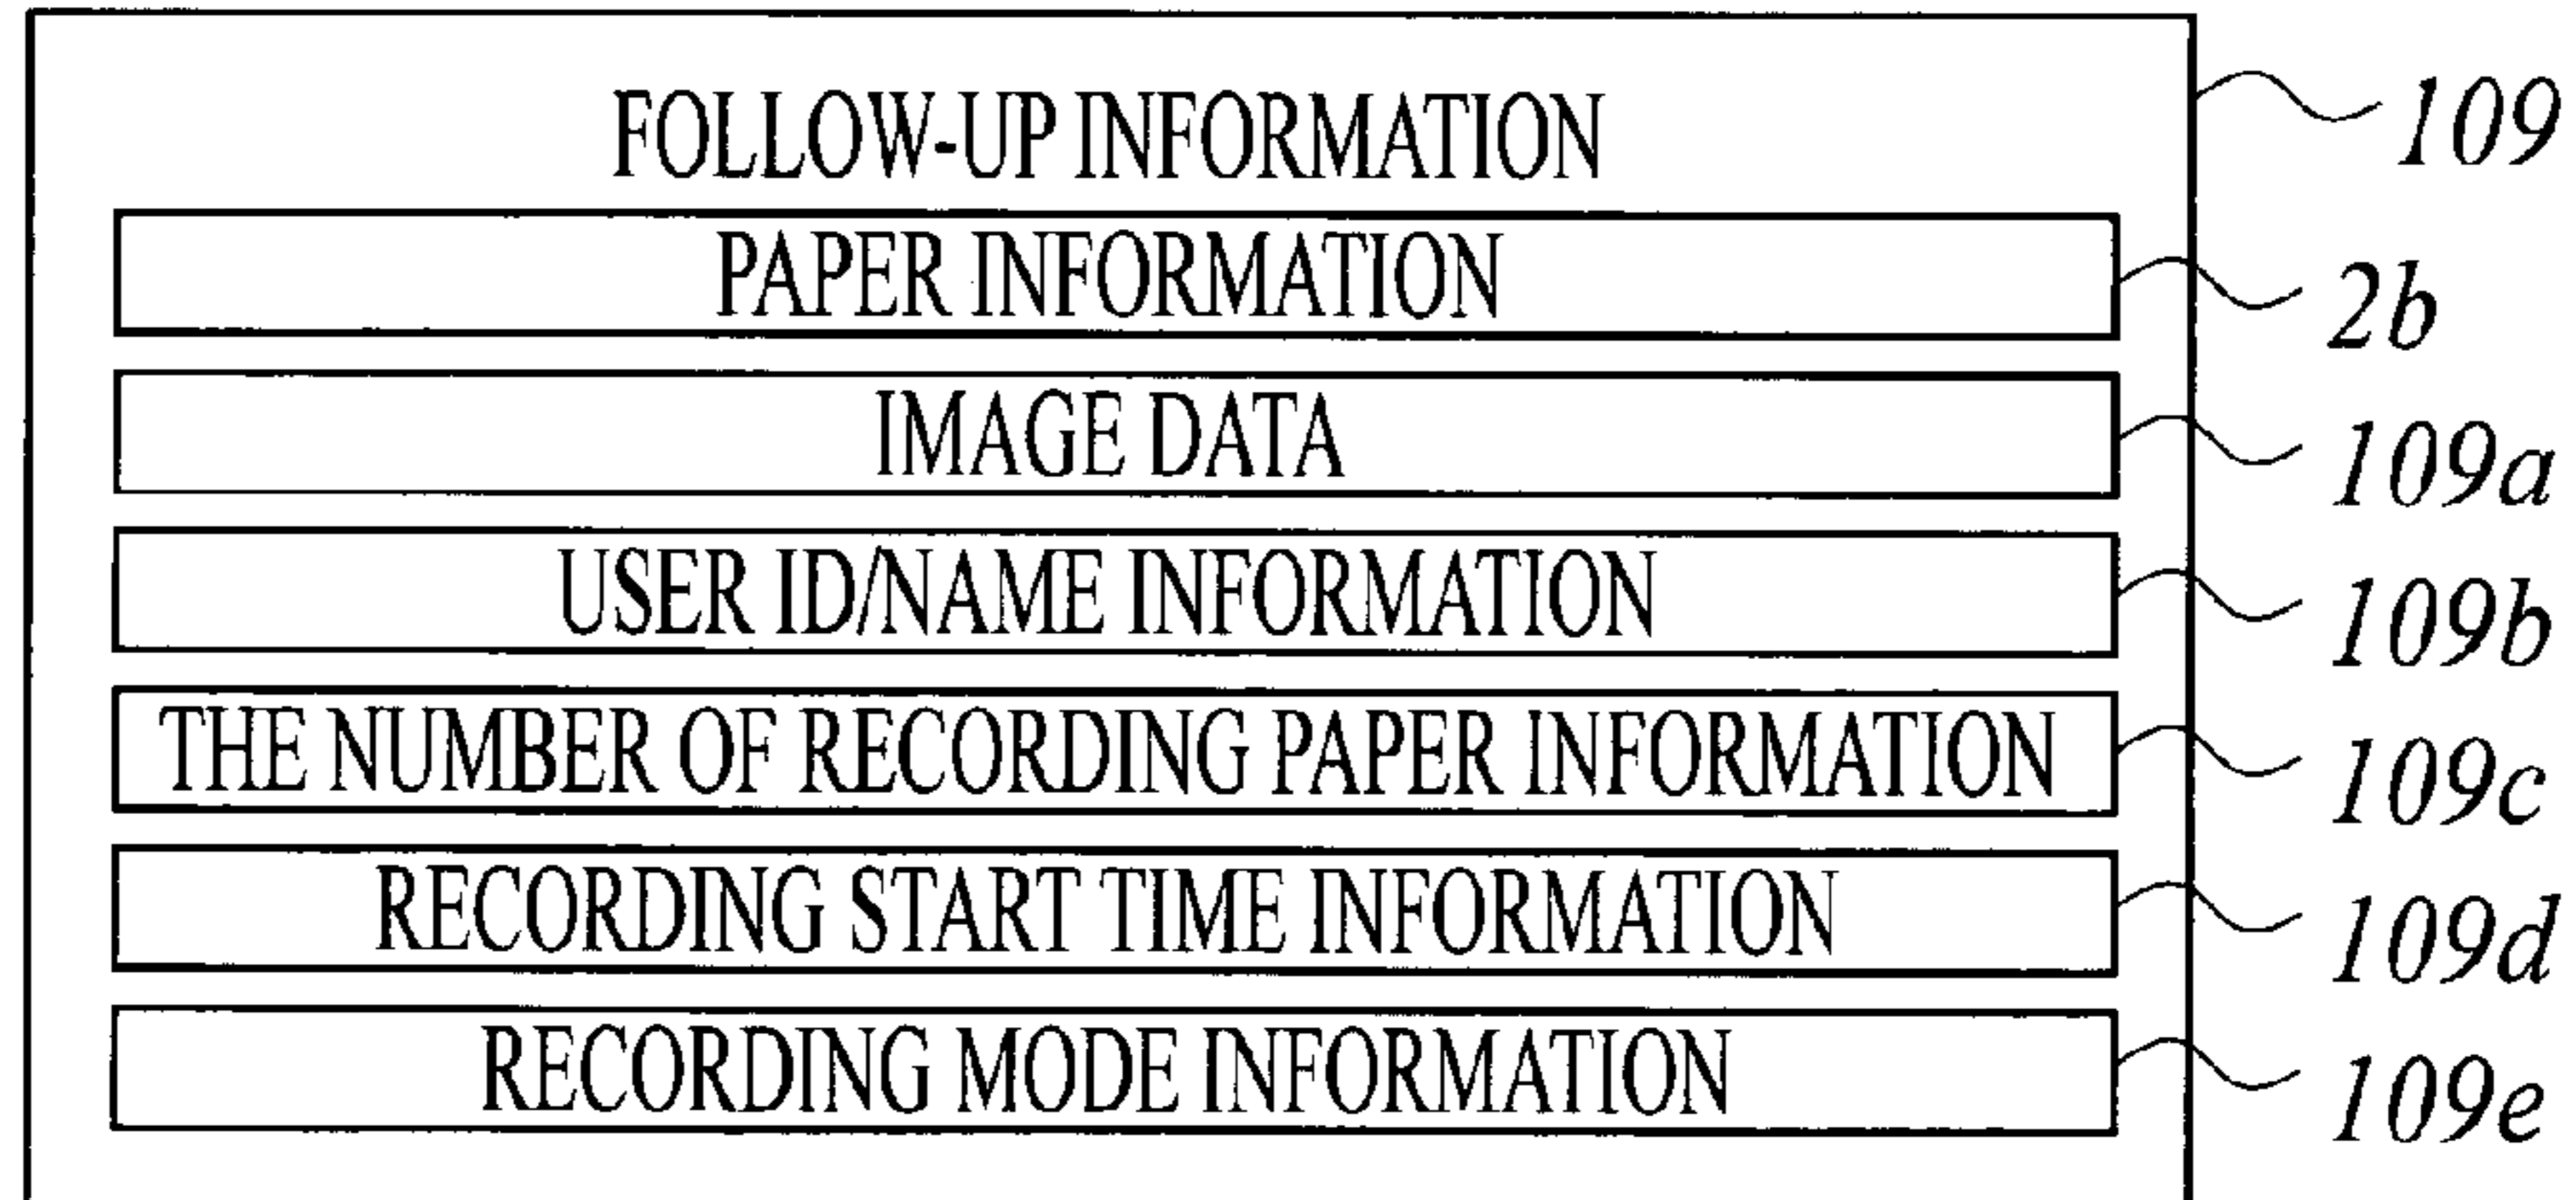 FOLLOW-UP INFORMATION 109
PAPER INFORMATION 2b
IMAGE DATA 109a
USER ID/NAME INFORMATION 109b
THE NUMBER OF RECORDING PAPER INFORMATION 109c
RECORDING START TIME INFORMATION 109d
RECORDING MODE INFORMATION 109e